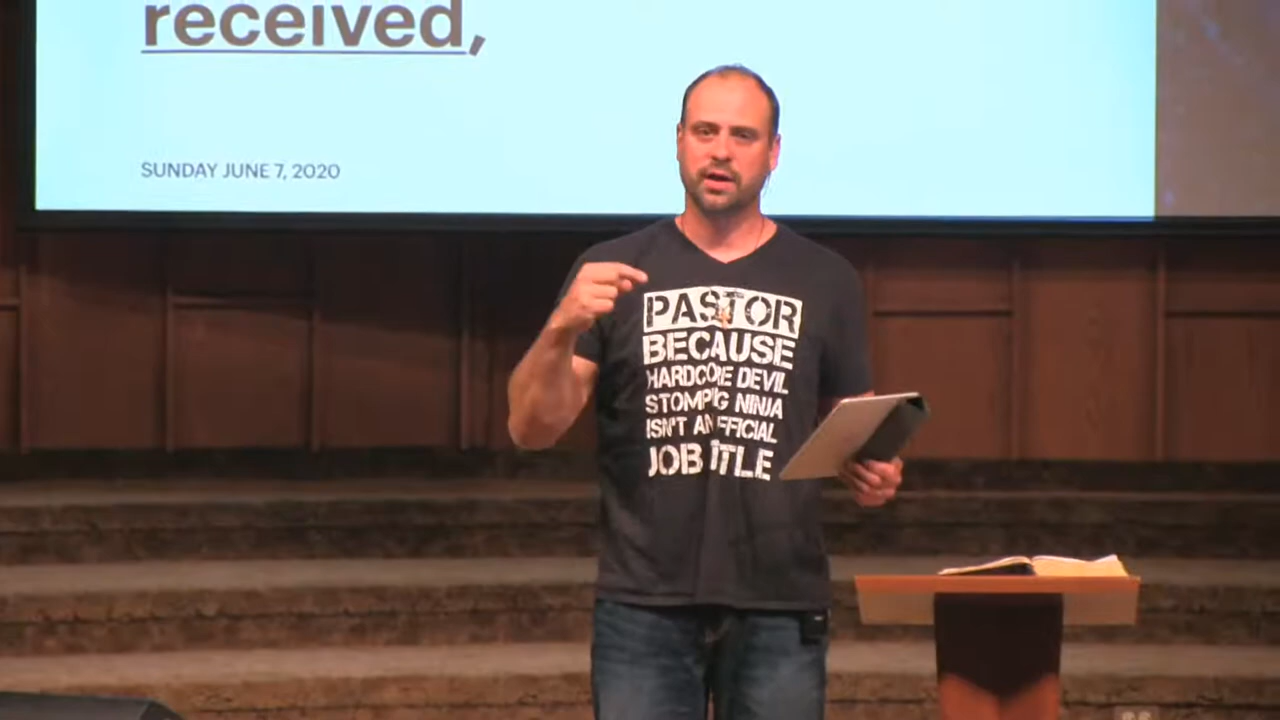 received,
SUNDAY JUNE 7, 2020
PASTOR
BECAUSE
HARDCORE DEVIL
STOMPING NINJA
ISN'T AN OFFICIAL
JOB TITLE